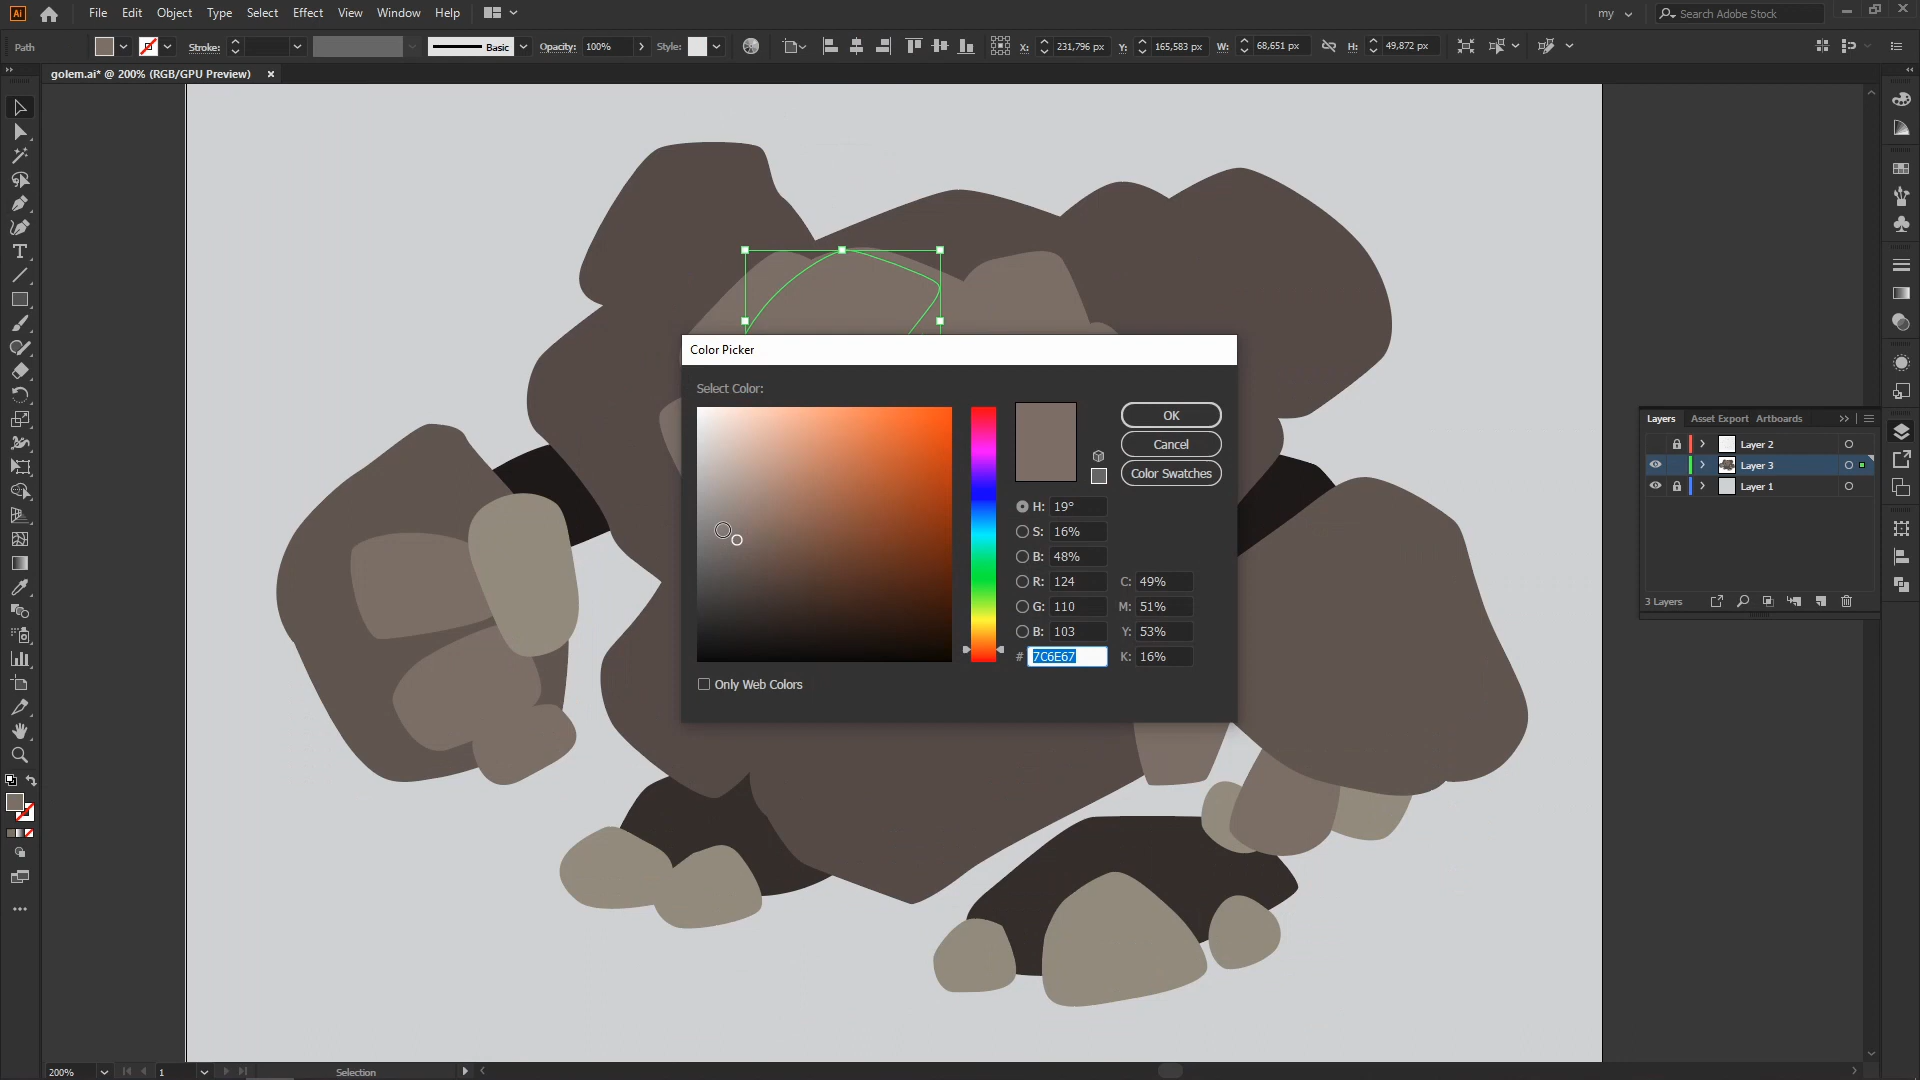 Ai File Edit Object Type Select Effect View Window Help my Search Adobe Stock
Path Stroke: Basic Opacity: 100% Style: X: 231,796 px Y: 165,583 px W: 68,651 px H: 49,872 px
golem.ai* @ 200% (RGB/GPU Preview) ×
Color Picker
Select Color:
OK
Cancel
Color Swatches
H: 19°
S: 16%
B: 48%
R: 124 C: 49%
G: 110 M: 51%
B: 103 Y: 53%
# 7C6E67 K: 16%
Only Web Colors
Layers Asset Export Artboards
Layer 2
Layer 3
Layer 1
3 Layers
200% 1 Selection